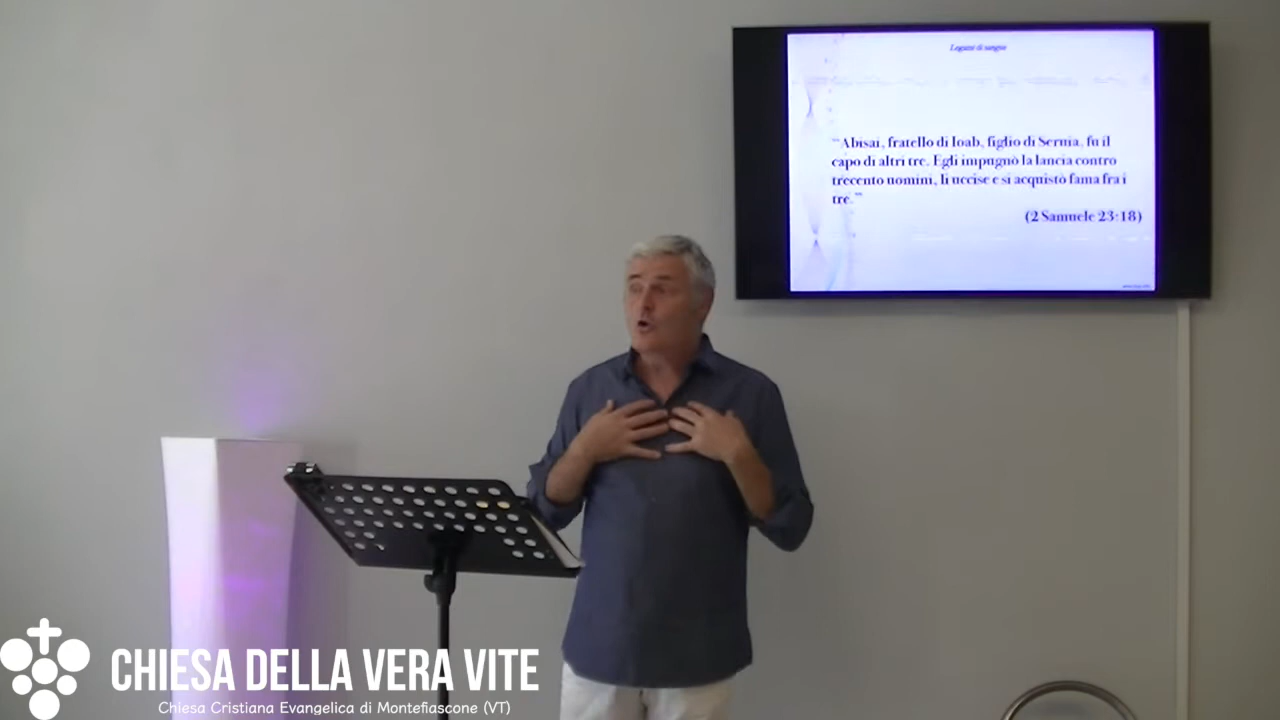 Legami di sangue
"Abisai, fratello di Ioab, figlio di Seruia, fu il
capo di altri tre. Egli impugnò la lancia contro
trecento uomini, li uccise e si acquistò fama fra i
tre."
(2 Samuele 23:18)
CHIESA DELLA VERA VITE
Chiesa Cristiana Evangelica di Montefiascone (VT)